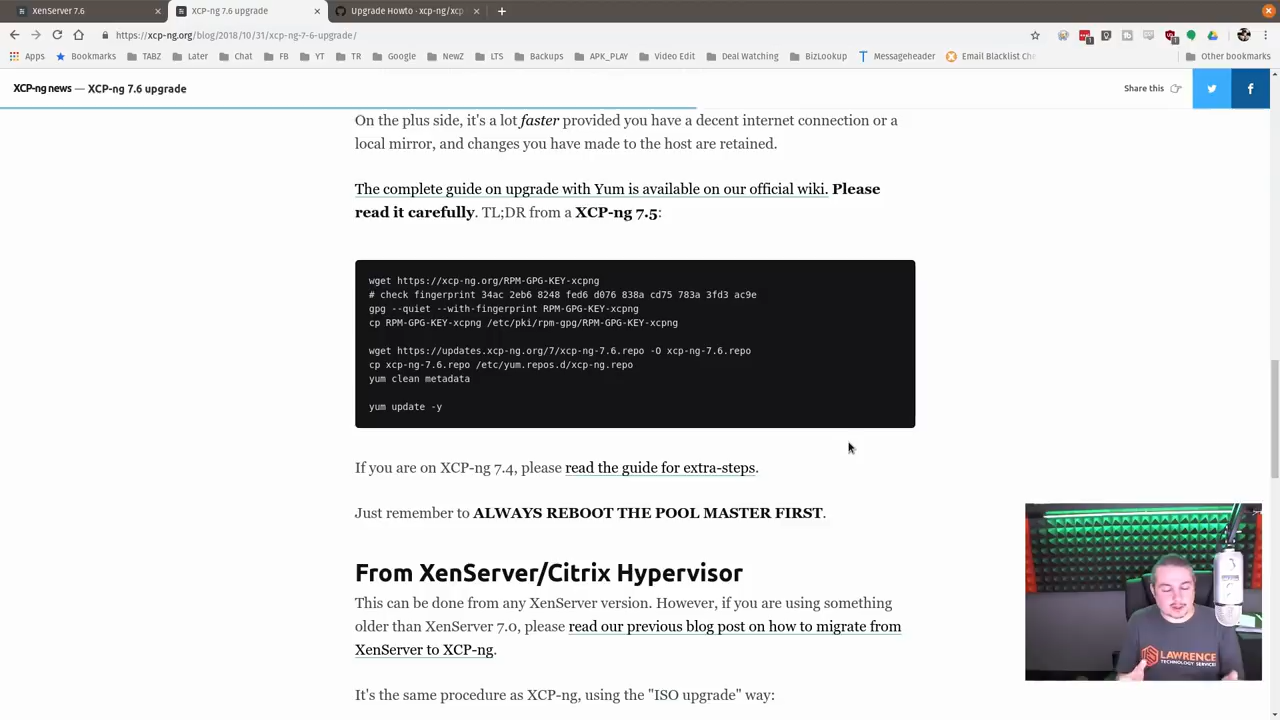 XenServer 7.6
XCP-ng 7.6 upgrade
Upgrade Howto · xcp-ng/xcp
https://xcp-ng.org/blog/2018/10/31/xcp-ng-7-6-upgrade/
Apps
Bookmarks
TABZ
Later
Chat
FB
YT
TR
Google
NewZ
LTS
Backups
APK_PLAY
Video Edit
Deal Watching
BizLookup
Messageheader
Email Blacklist Che
Other bookmarks
XCP-ng news — XCP-ng 7.6 upgrade
Share this
On the plus side, it's a lot faster provided you have a decent internet connection or a
local mirror, and changes you have made to the host are retained.
The complete guide on upgrade with Yum is available on our official wiki. Please
read it carefully. TL;DR from a XCP-ng 7.5:
wget https://xcp-ng.org/RPM-GPG-KEY-xcpng
# check fingerprint 34ac 2eb6 8248 fed6 d076 838a cd75 783a 3fd3 ac9e
gpg --quiet --with-fingerprint RPM-GPG-KEY-xcpng
cp RPM-GPG-KEY-xcpng /etc/pki/rpm-gpg/RPM-GPG-KEY-xcpng
wget https://updates.xcp-ng.org/7/xcp-ng-7.6.repo -O xcp-ng-7.6.repo
cp xcp-ng-7.6.repo /etc/yum.repos.d/xcp-ng.repo
yum clean metadata
yum update -y
If you are on XCP-ng 7.4, please read the guide for extra-steps.
Just remember to ALWAYS REBOOT THE POOL MASTER FIRST.
From XenServer/Citrix Hypervisor
This can be done from any XenServer version. However, if you are using something
older than XenServer 7.0, please read our previous blog post on how to migrate from
XenServer to XCP-ng.
It's the same procedure as XCP-ng, using the "ISO upgrade" way:
LAWRENCE
TECHNOLOGY SERVICES